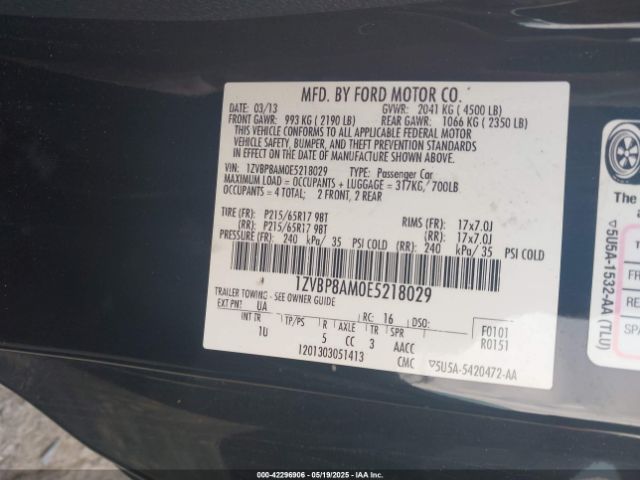 MFD. BY FORD MOTOR CO.
DATE: 03/13 GVWR: 2041 KG ( 4500 LB)
FRONT GAWR: 993 KG ( 2190 LB) REAR GAWR: 1066 KG ( 2350 LB)
THIS VEHICLE CONFORMS TO ALL APPLICABLE FEDERAL MOTOR
VEHICLE SAFETY, BUMPER, AND THEFT PREVENTION STANDARDS
IN EFFECT ON THE DATE OF MANUFACTURE SHOWN ABOVE.
VIN: 1ZVBP8AM0E5218029 TYPE: Passenger Car
MAXIMUM LOAD = OCCUPANTS + LUGGAGE = 317KG/700LB
OCCUPANTS = 4 TOTAL; 2 FRONT, 2 REAR
TIRE (FR): P215/65R17 98T RIMS (FR): 17x7.0J
(RR): P215/65R17 98T (RR): 17x7.0J
PRESSURE (FR): 240 kPa/ 35 PSI COLD (RR): 240 kPa/ 35 PSI COLD
1ZVBP8AM0E5218029
TRAILER TOWING - SEE OWNER GUIDE
EXT PNT: UA RC: 16 DSO: F0101
INT TR TP/PS R AXLE TR SPR R0151
1U 5 CC 3 AACC
1201303051413 CMC ▽5U5A-5420472-AA
The
▽5U5A-1532-AA (TLU)
FR
RE
SPA
000-42296906 - 05/19/2025 - IAAI.COM